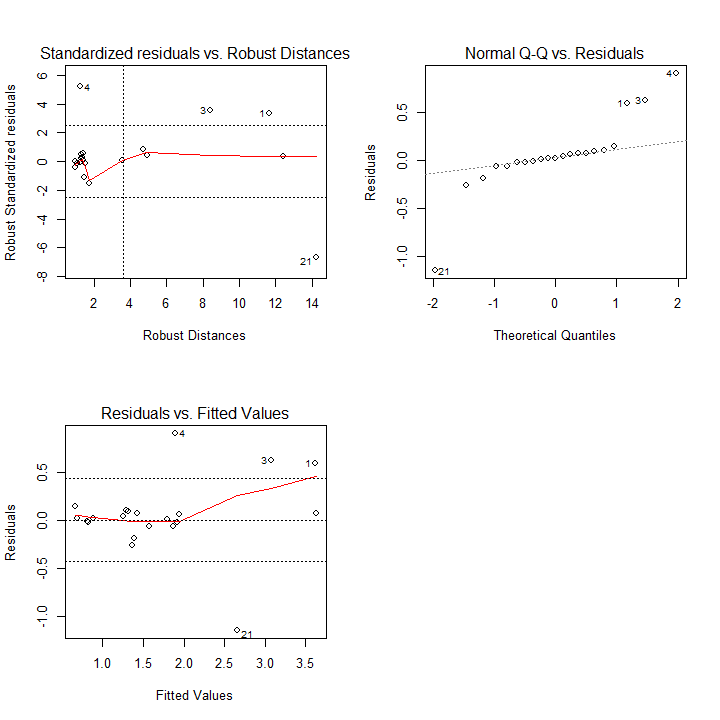 Standardized residuals vs. Robust Distances
Robust Standardized residuals
6
4
2
0
-2
-4
-6
-8
4
3
1
21
2 4 6 8 10 12 14
Robust Distances
Normal Q-Q vs. Residuals
Residuals
0.5
0.0
-0.5
-1.0
4
1
3
21
-2 -1 0 1 2
Theoretical Quantiles
Residuals vs. Fitted Values
Residuals
0.5
0.0
-0.5
-1.0
4
3
1
21
1.0 1.5 2.0 2.5 3.0 3.5
Fitted Values